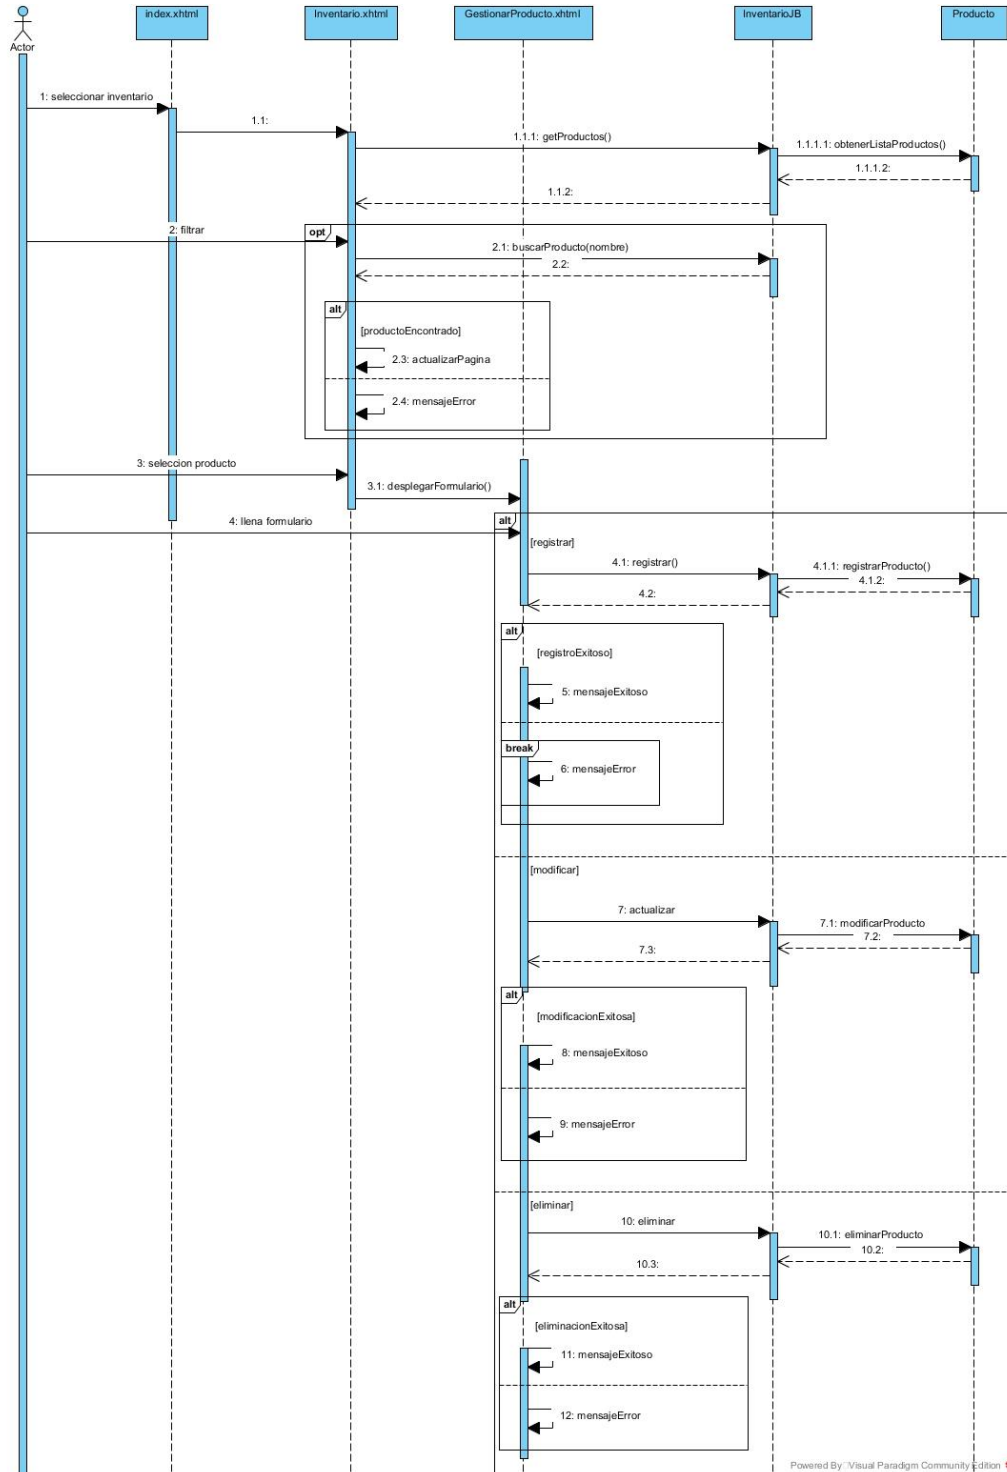 index.xhtml
Inventario.xhtml
GestionarProducto.xhtml
InventarioJB
Producto
Actor
1: seleccionar inventario
1.1:
1.1.1: getProductos()
1.1.1.1: obtenerListaProductos()
1.1.1.2:
1.1.2:
2: filtrar
opt
2.1: buscarProducto(nombre)
2.2:
alt
[productoEncontrado]
2.3: actualizarPagina
2.4: mensajeError
3: seleccion producto
3.1: desplegarFormulario()
4: llena formulario
alt
[registrar]
4.1: registrar()
4.1.1: registrarProducto()
4.1.2:
4.2:
alt
[registroExitoso]
5: mensajeExitoso
break
6: mensajeError
[modificar]
7: actualizar
7.1: modificarProducto
7.2:
7.3:
alt
[modificacionExitosa]
8: mensajeExitoso
9: mensajeError
[eliminar]
10: eliminar
10.1: eliminarProducto
10.2:
10.3:
alt
[eliminacionExitosa]
11: mensajeExitoso
12: mensajeError
Powered By Visual Paradigm Community Edition